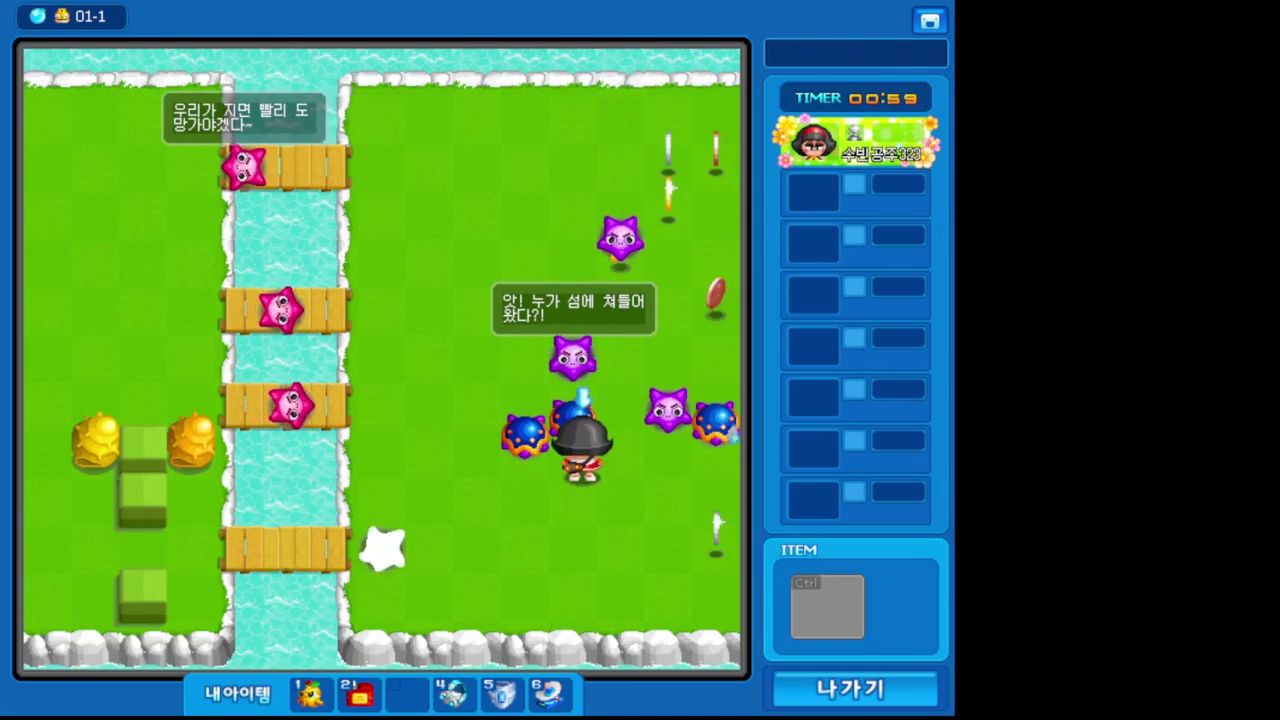 01-1
우리가 지면 빨리 도
망가야겠다~
TIMER 00:59
수빈공주323
앗! 누가 섬에 쳐들어
왔다?!
ITEM
Ctrl
내아이템
1
2
4
5
6
나가기